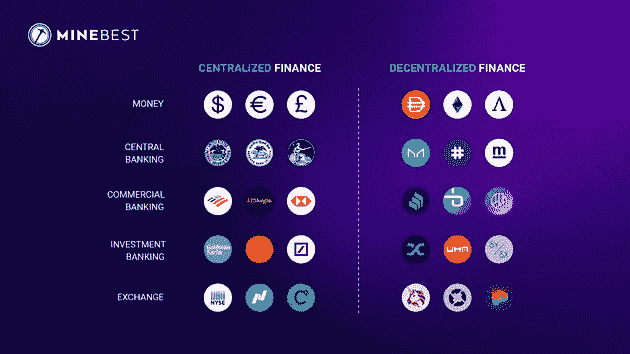 MINEBEST
CENTRALIZED FINANCE
DECENTRALIZED FINANCE
MONEY
$ € £
CENTRAL
BANKING
m
COMMERCIAL
BANKING
INVESTMENT
BANKING
Goldman
Sachs
UMA
EXCHANGE
NYSE